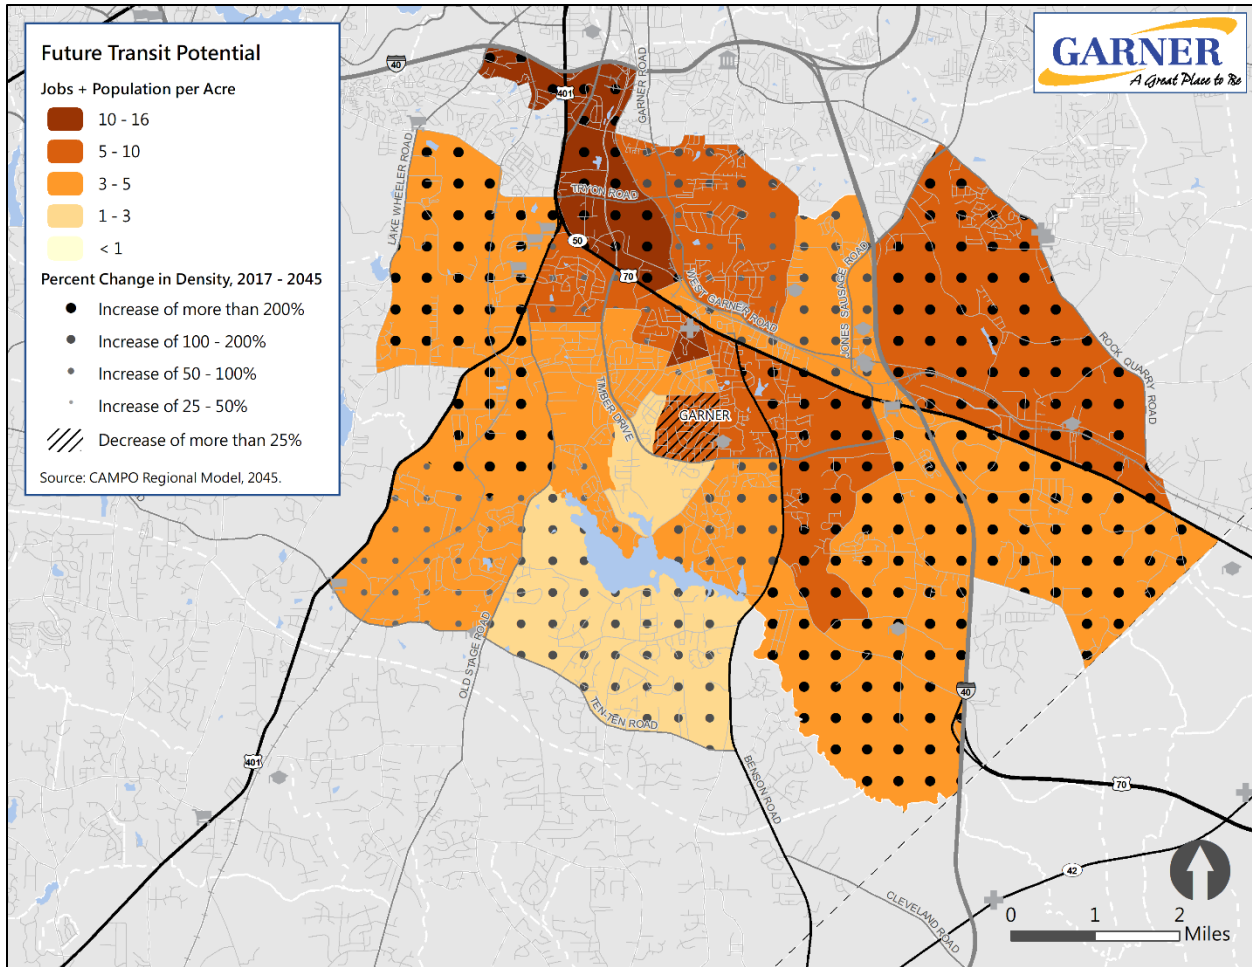 Future Transit Potential
Jobs + Population per Acre
10 - 16
5 - 10
3 - 5
1 - 3
< 1
Percent Change in Density, 2017 - 2045
Increase of more than 200%
Increase of 100 - 200%
Increase of 50 - 100%
Increase of 25 - 50%
Decrease of more than 25%
Source: CAMPO Regional Model, 2045.
GARNER
A Great Place to Be
40
401
GARNER ROAD
LAKE WHEELER ROAD
TRYON ROAD
50
70
WEST GARNER ROAD
JONES SAUSAGE ROAD
ROCK QUARRY ROAD
TIMBER DRIVE
GARNER
OLD STAGE ROAD
TEN-TEN ROAD
BENSON ROAD
40
401
70
42
CLEVELAND ROAD
0 1 2
Miles